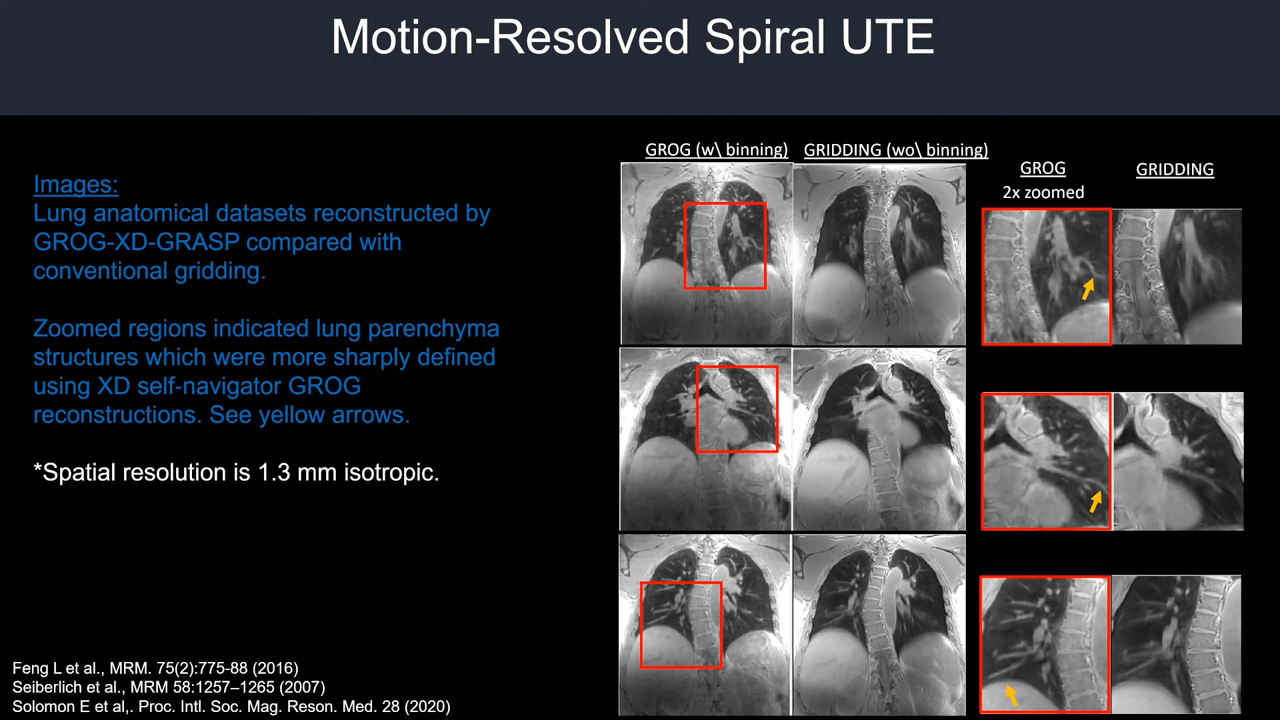 Motion-Resolved Spiral UTE
Images:
Lung anatomical datasets reconstructed by
GROG-XD-GRASP compared with
conventional gridding.
Zoomed regions indicated lung parenchyma
structures which were more sharply defined
using XD self-navigator GROG
reconstructions. See yellow arrows.
*Spatial resolution is 1.3 mm isotropic.
GROG (w\ binning)
GRIDDING (wo\ binning)
GROG
2x zoomed
GRIDDING
Feng L et al., MRM. 75(2):775-88 (2016)
Seiberlich et al., MRM 58:1257–1265 (2007)
Solomon E et al,. Proc. Intl. Soc. Mag. Reson. Med. 28 (2020)